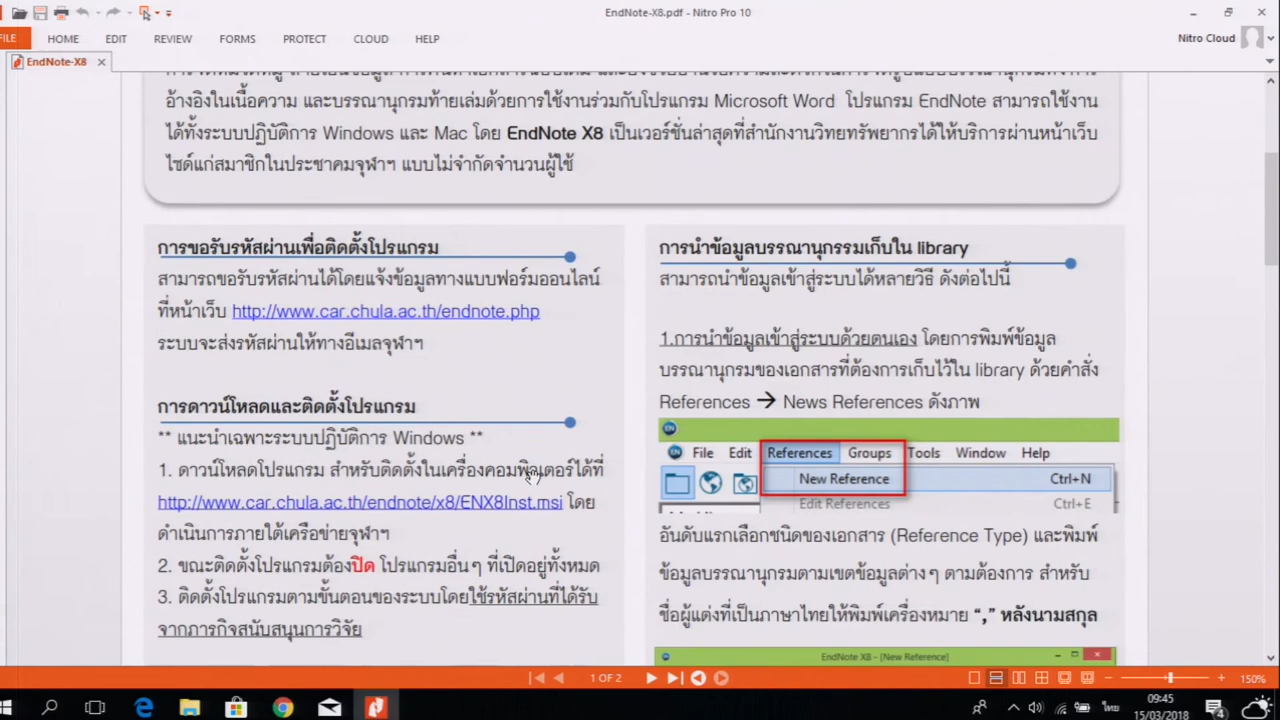 EndNote-X8.pdf - Nitro Pro 10
FILE HOME EDIT REVIEW FORMS PROTECT CLOUD HELP Nitro Cloud
EndNote-X8
อ้างอิงในเนื้อความ และบรรณานุกรมท้ายเล่มด้วยการใช้งานร่วมกับโปรแกรม Microsoft Word โปรแกรม EndNote สามารถใช้งาน
ได้ทั้งระบบปฏิบัติการ Windows และ Mac โดย EndNote X8 เป็นเวอร์ชั่นล่าสุดที่สำนักงานวิทยทรัพยากรได้ให้บริการผ่านหน้าเว็บ
ไซด์แก่สมาชิกในประชาคมจุฬาฯ แบบไม่จำกัดจำนวนผู้ใช้
การขอรับรหัสผ่านเพื่อติดตั้งโปรแกรม
สามารถขอรับรหัสผ่านได้โดยแจ้งข้อมูลทางแบบฟอร์มออนไลน์
ที่หน้าเว็บ http://www.car.chula.ac.th/endnote.php
ระบบจะส่งรหัสผ่านให้ทางอีเมลจุฬาฯ
การดาวน์โหลดและติดตั้งโปรแกรม
** แนะนำเฉพาะระบบปฏิบัติการ Windows **
1. ดาวน์โหลดโปรแกรม สำหรับติดตั้งในเครื่องคอมพิวเตอร์ได้ที่
http://www.car.chula.ac.th/endnote/x8/ENX8Inst.msi โดย
ดำเนินการภายใต้เครือข่ายจุฬาฯ
2. ขณะติดตั้งโปรแกรมต้องปิด โปรแกรมอื่นๆ ที่เปิดอยู่ทั้งหมด
3. ติดตั้งโปรแกรมตามขั้นตอนของระบบโดยใช้รหัสผ่านที่ได้รับ
จากภารกิจสนับสนุนการวิจัย
การนำข้อมูลบรรณานุกรรมเก็บใน library
สามารถนำข้อมูลเข้าสู่ระบบได้หลายวิธี ดังต่อไปนี้
1.การนำข้อมูลเข้าสู่ระบบด้วยตนเอง โดยการพิมพ์ข้อมูล
บรรณานุกรมของเอกสารที่ต้องการเก็บไว้ใน library ด้วยคำสั่ง
References → News References ดังภาพ
File Edit References Groups Tools Window Help
New Reference Ctrl+N
Edit References Ctrl+E
อันดับแรกเลือกชนิดของเอกสาร (Reference Type) และพิมพ์
ข้อมูลบรรณานุกรมตามเขตข้อมูลต่างๆ ตามต้องการ สำหรับ
ชื่อผู้แต่งที่เป็นภาษาไทยให้พิมพ์เครื่องหมาย “,” หลังนามสกุล
EndNote X8 - [New Reference]
1 OF 2
150%
ไทย
09:45
15/03/2018
4